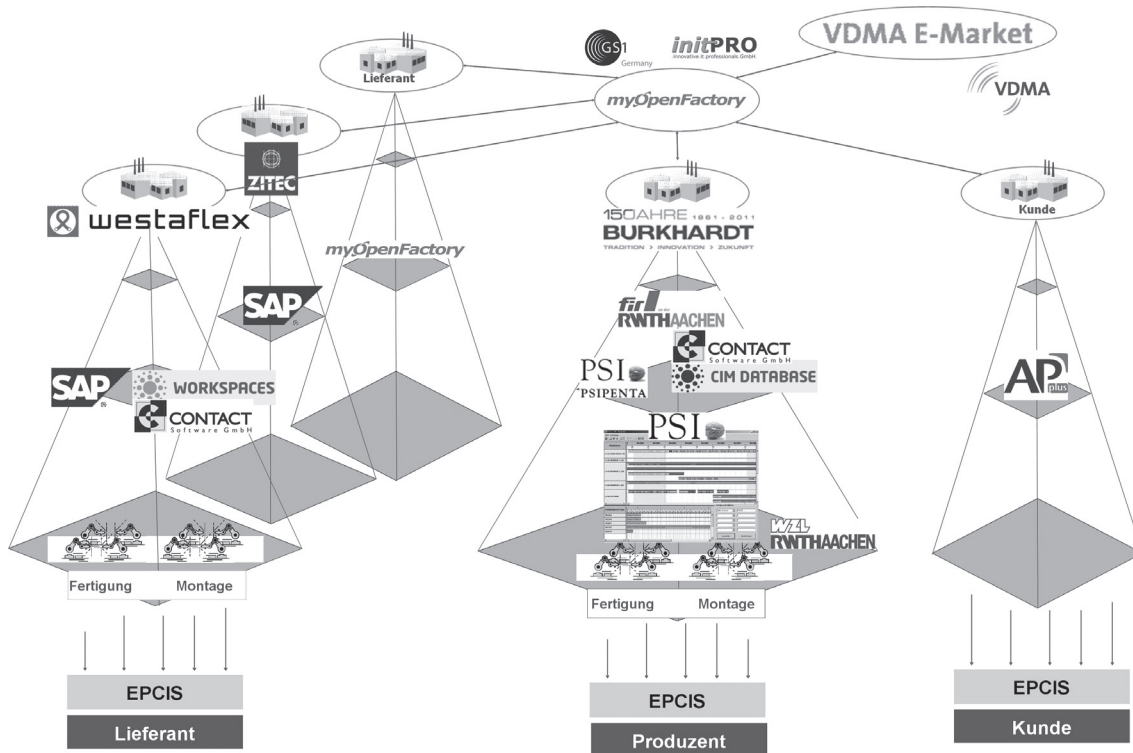 GS1
Germany
initPRO
innovative it professionals GmbH
VDMA E-Market
VDMA
Lieferant
myOpenFactory
ZITEC
westaflex
Kunde
150AHRE 1861 - 2011
BURKHARDT
TRADITION > INNOVATION > ZUKUNFT
myOpenFactory
SAP ®
fir
RWTHAACHEN
CONTACT
Software GmbH
CIM DATABASE
PSI
PSIPENTA
AP plus
SAP ®
WORKSPACES
CONTACT
Software GmbH
PSI
WZL
RWTHAACHEN
Fertigung Montage
Fertigung Montage
EPCIS
Lieferant
EPCIS
Produzent
EPCIS
Kunde